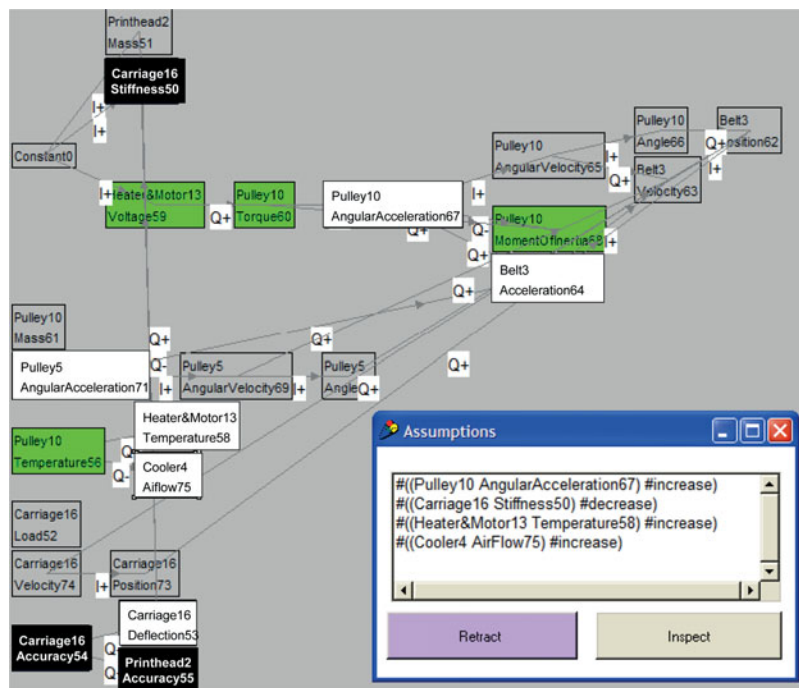 Printhead2
Mass51
Carriage16
Stiffness50
I+
I+
Constant0
Pulley10
Angle66
Belt3
Position62
Q+
Pulley10
AngularVelocity65
I+
Belt3
Velocity63
I+
Q+
I+
Heater&Motor13
Voltage59
Q+
Pulley10
Torque60
Pulley10
AngularAcceleration67
I+
Q+
Q-
Q+
Pulley10
MomentOfInertia68
I+
Belt3
Acceleration64
Q+
Pulley10
Mass61
Q+
Q+
Pulley5
AngularAcceleration71
Q-
I+
Pulley5
AngularVelocity69
I+
Pulley5
Q+
Q+
Heater&Motor13
Temperature58
Pulley10
Temperature56
Q-
Cooler4
Aiflow75
Carriage16
Load52
Carriage16
Velocity74
I+
Carriage16
Position73
Carriage16
Deflection53
Carriage16
Accuracy54
Printhead2
Accuracy55
Assumptions
#((Pulley10 AngularAcceleration67) #increase)
#((Carriage16 Stiffness50) #decrease)
#((Heater&Motor13 Temperature58) #increase)
#((Cooler4 AirFlow75) #increase)
Retract
Inspect